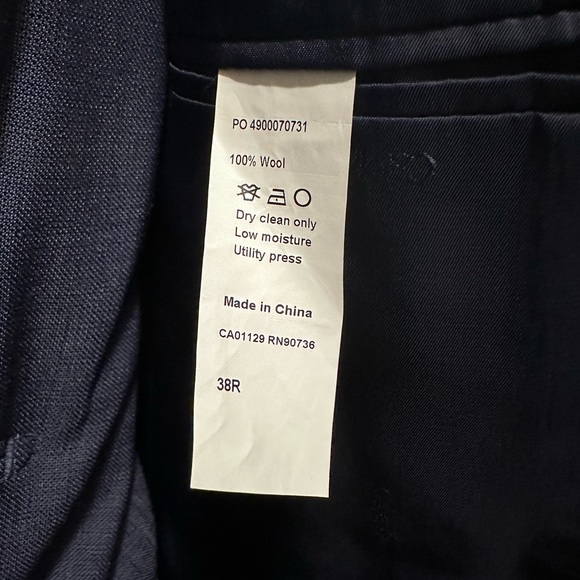 PO 4900070731
100% Wool
Dry clean only
Low moisture
Utility press
Made in China
CA01129 RN90736
38R